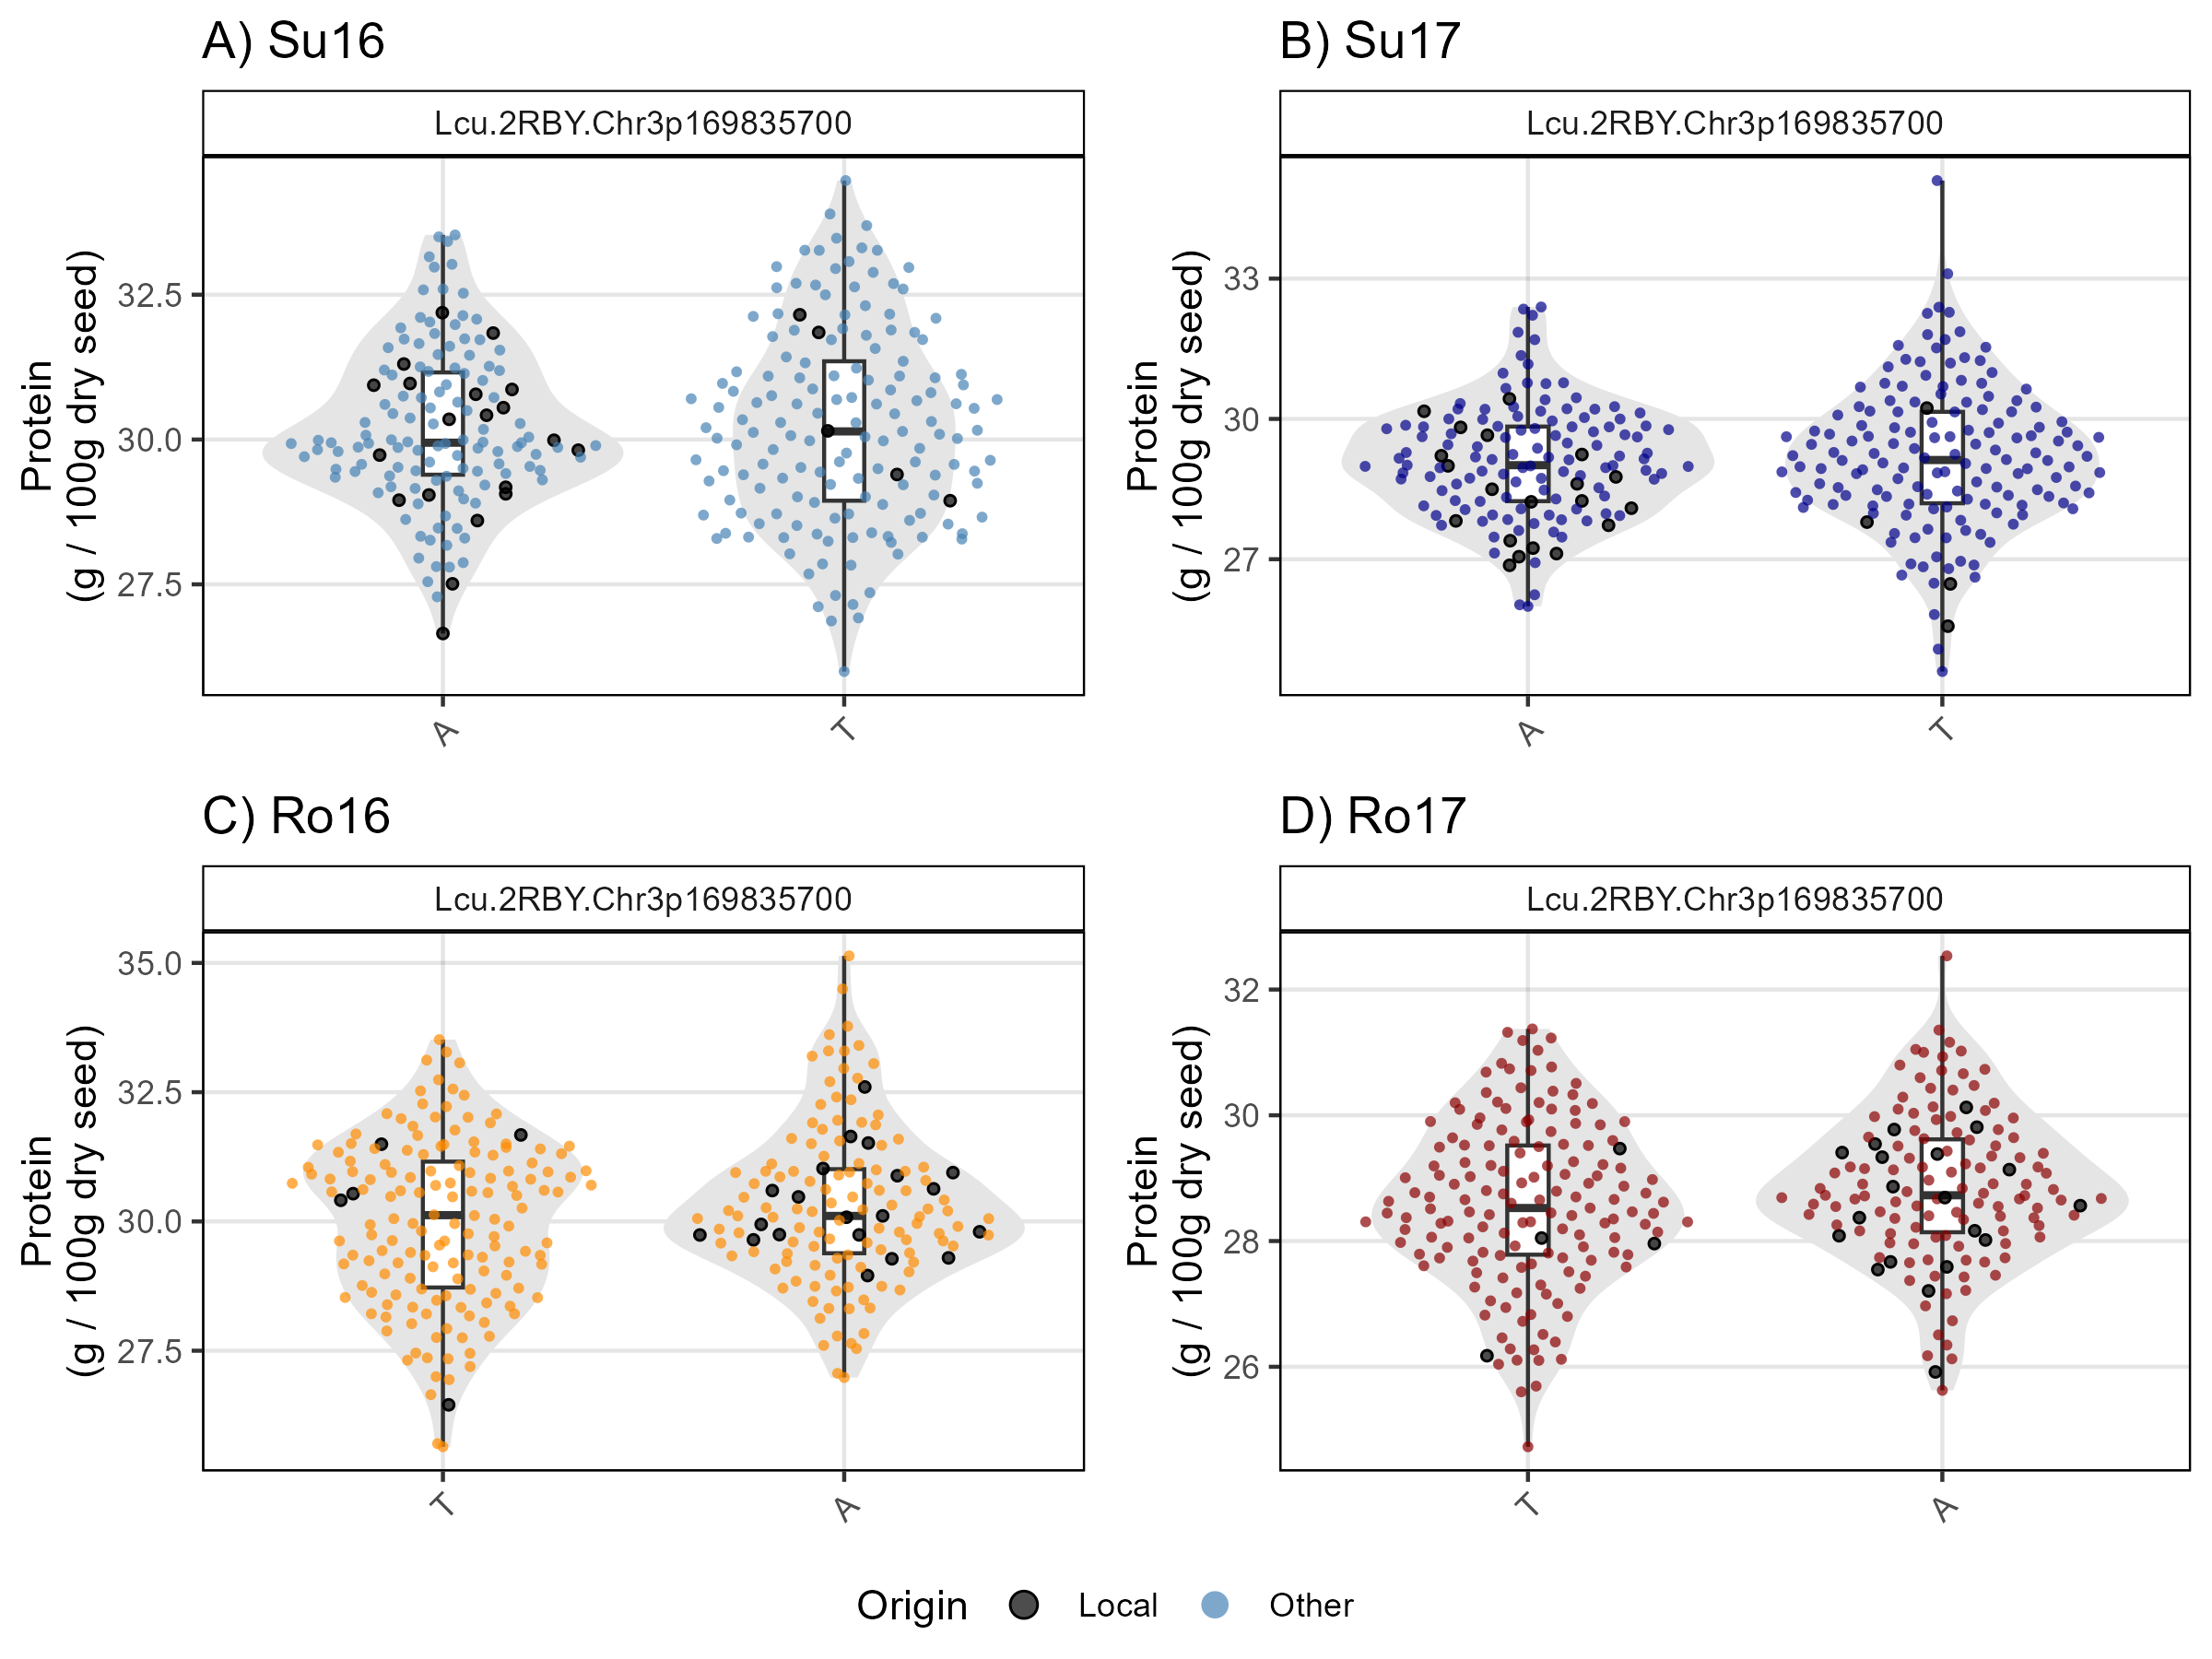 A) Su16
Lcu.2RBY.Chr3p169835700
Protein
(g / 100g dry seed)
32.5
30.0
27.5
A
T
B) Su17
Lcu.2RBY.Chr3p169835700
Protein
(g / 100g dry seed)
33
30
27
A
T
C) Ro16
Lcu.2RBY.Chr3p169835700
Protein
(g / 100g dry seed)
35.0
32.5
30.0
27.5
T
A
D) Ro17
Lcu.2RBY.Chr3p169835700
Protein
(g / 100g dry seed)
32
30
28
26
T
A
Origin Local Other